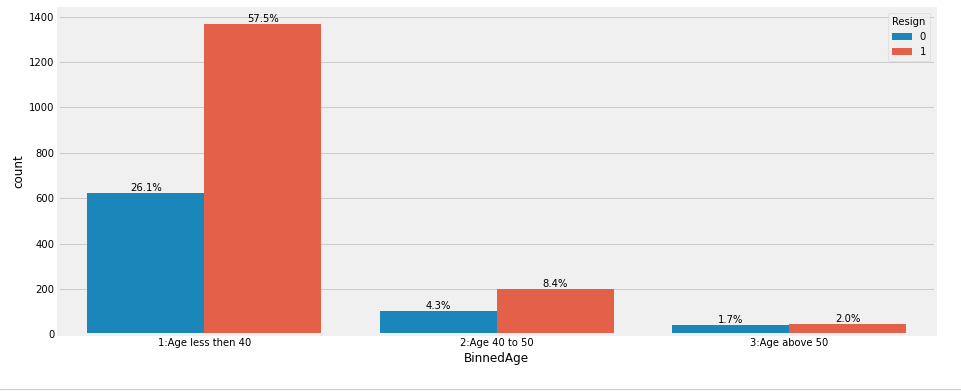 57.5%
1400
Resign
0
1
1200
1000
count
800
26.1%
600
400
8.4%
200
4.3%
1.7%
2.0%
0
1:Age less then 40
2:Age 40 to 50
3:Age above 50
BinnedAge